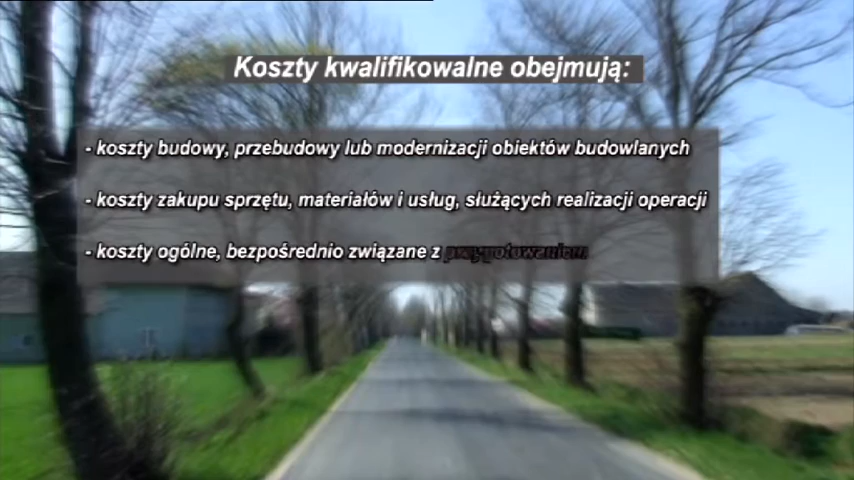 Koszty kwalifikowalne obejmują:
- koszty budowy, przebudowy lub modernizacji obiektów budowlanych
- koszty zakupu sprzętu, materiałów i usług, służących realizacji operacji
- koszty ogólne, bezpośrednio związane z przygotowaniem